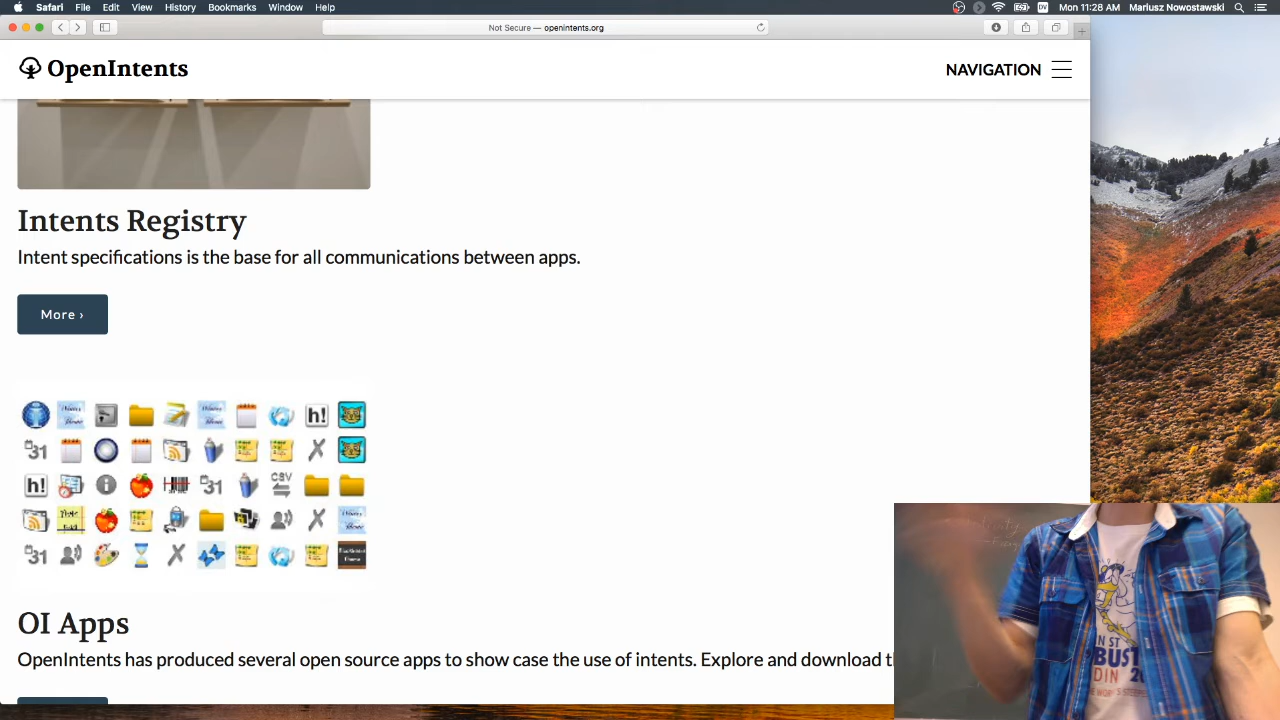 Safari File Edit View History Bookmarks Window Help
Mon 11:28 AM Mariusz Nowostawski
Not Secure — openintents.org
OpenIntents
NAVIGATION
Intents Registry
Intent specifications is the base for all communications between apps.
More ›
h!
31
31
CSV
h!
31
OI Apps
OpenIntents has produced several open source apps to show case the use of intents. Explore and download